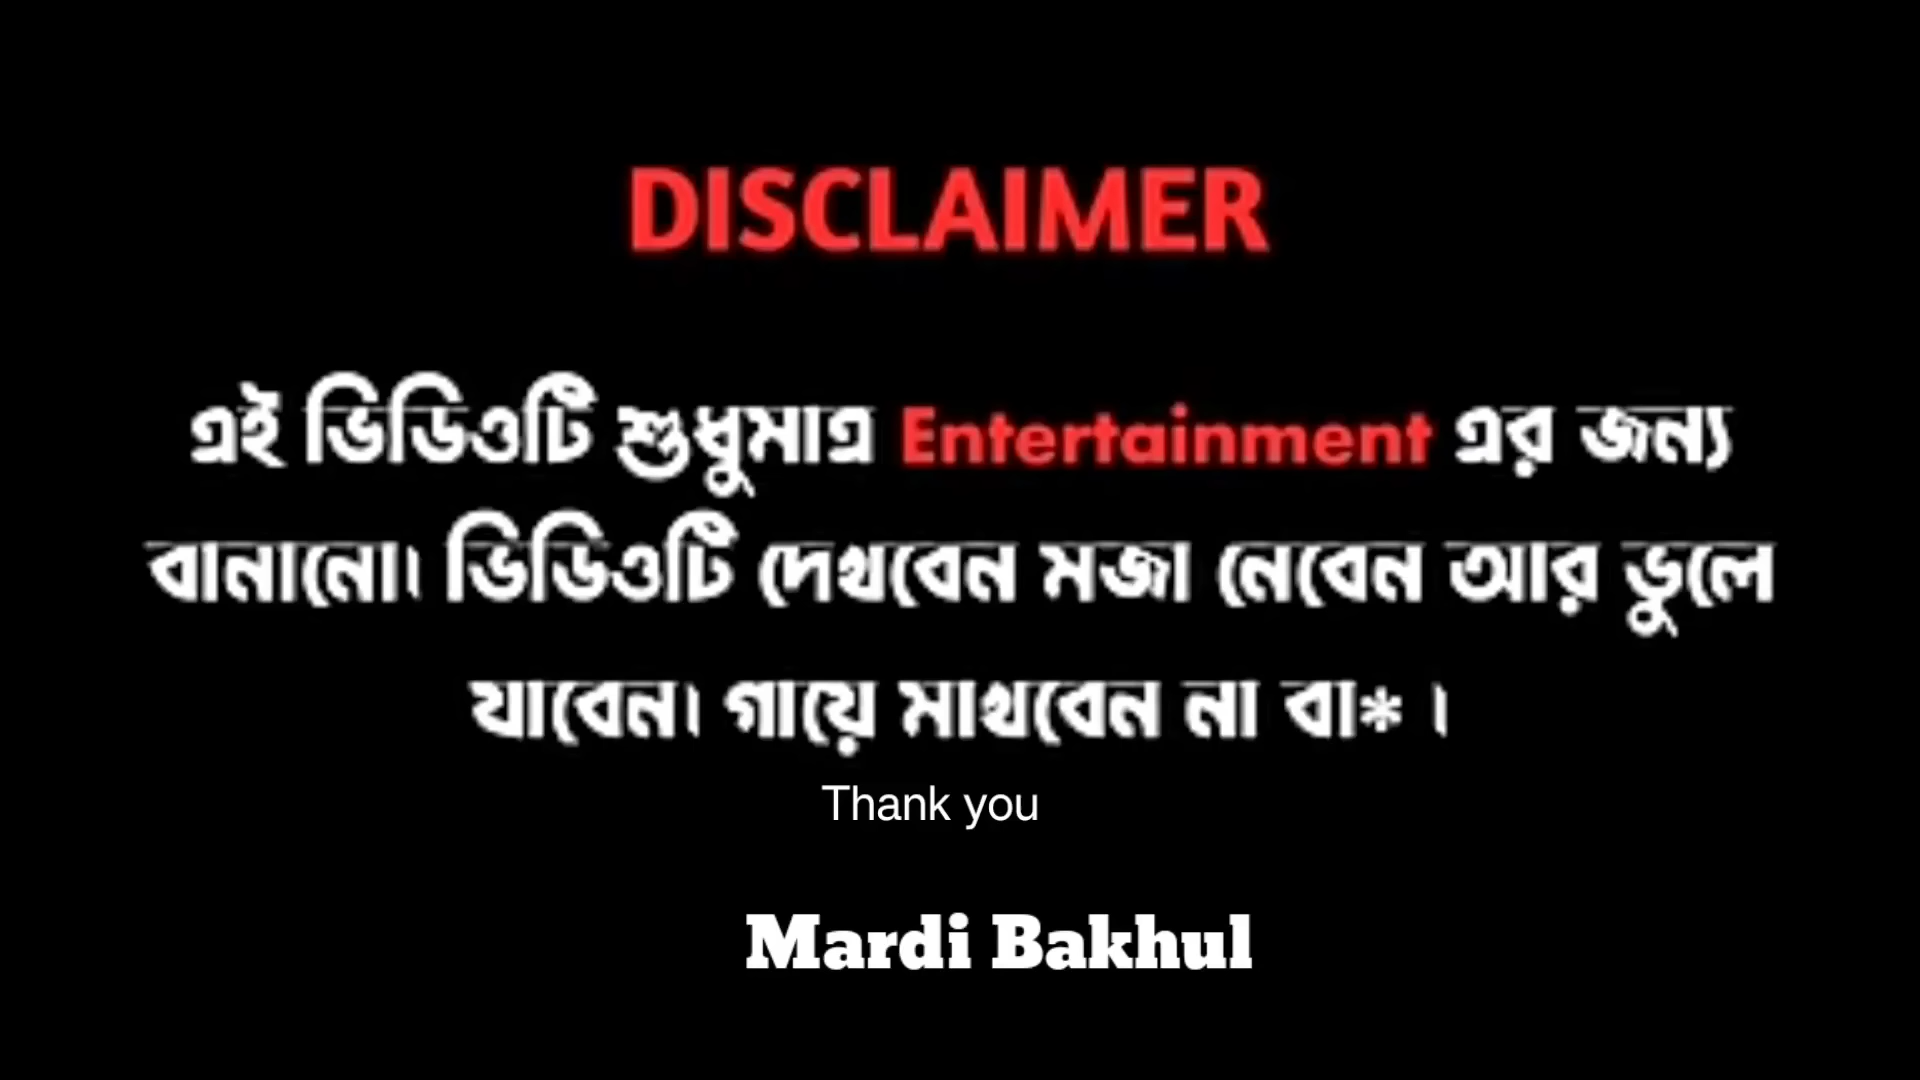 DISCLAIMER
এই ভিডিওটি শুধুমাত্র Entertainment এর জন্য
বানানো। ভিডিওটি দেখবেন মজা নেবেন আর ভুলে
যাবেন। গায়ে মাখবেন না বা* ।
Thank you
Mardi Bakhul